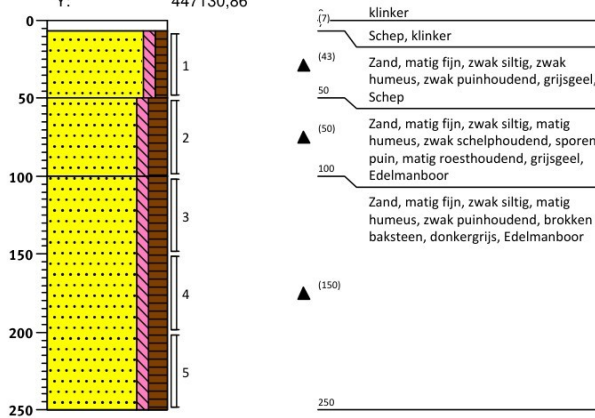 Y: 447130,86
0
50
100
150
200
250
1
2
3
4
5
klinker
(7)
Schep, klinker
(43)
Zand, matig fijn, zwak siltig, zwak
humeus, zwak puinhoudend, grijsgeel,
50
Schep
(50)
Zand, matig fijn, zwak siltig, matig
humeus, zwak schelphoudend, sporen
puin, matig roesthoudend, grijsgeel,
100
Edelmanboor
Zand, matig fijn, zwak siltig, matig
humeus, zwak puinhoudend, brokken
baksteen, donkergrijs, Edelmanboor
(150)
250